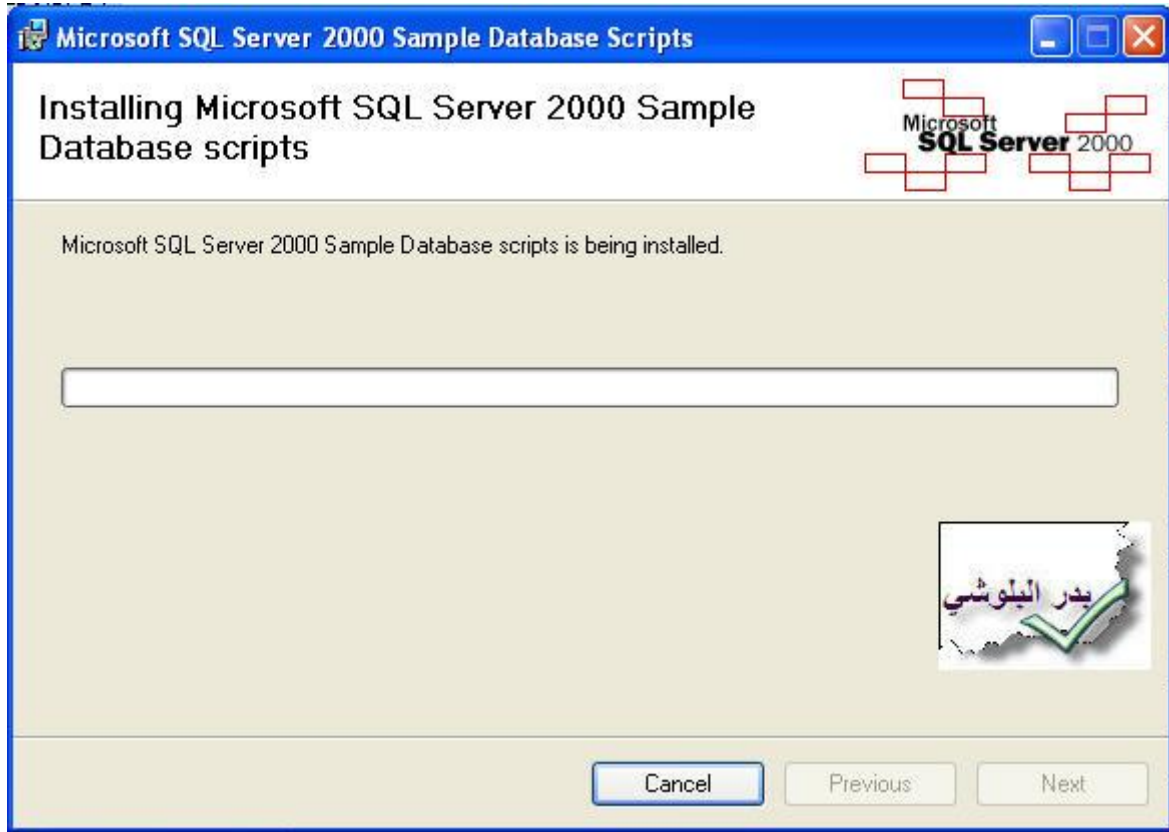 Microsoft SQL Server 2000 Sample Database Scripts
Installing Microsoft SQL Server 2000 Sample
Database scripts
Microsoft
SQL Server 2000
Microsoft SQL Server 2000 Sample Database scripts is being installed.
بدر البلوشي
Cancel
Previous
Next